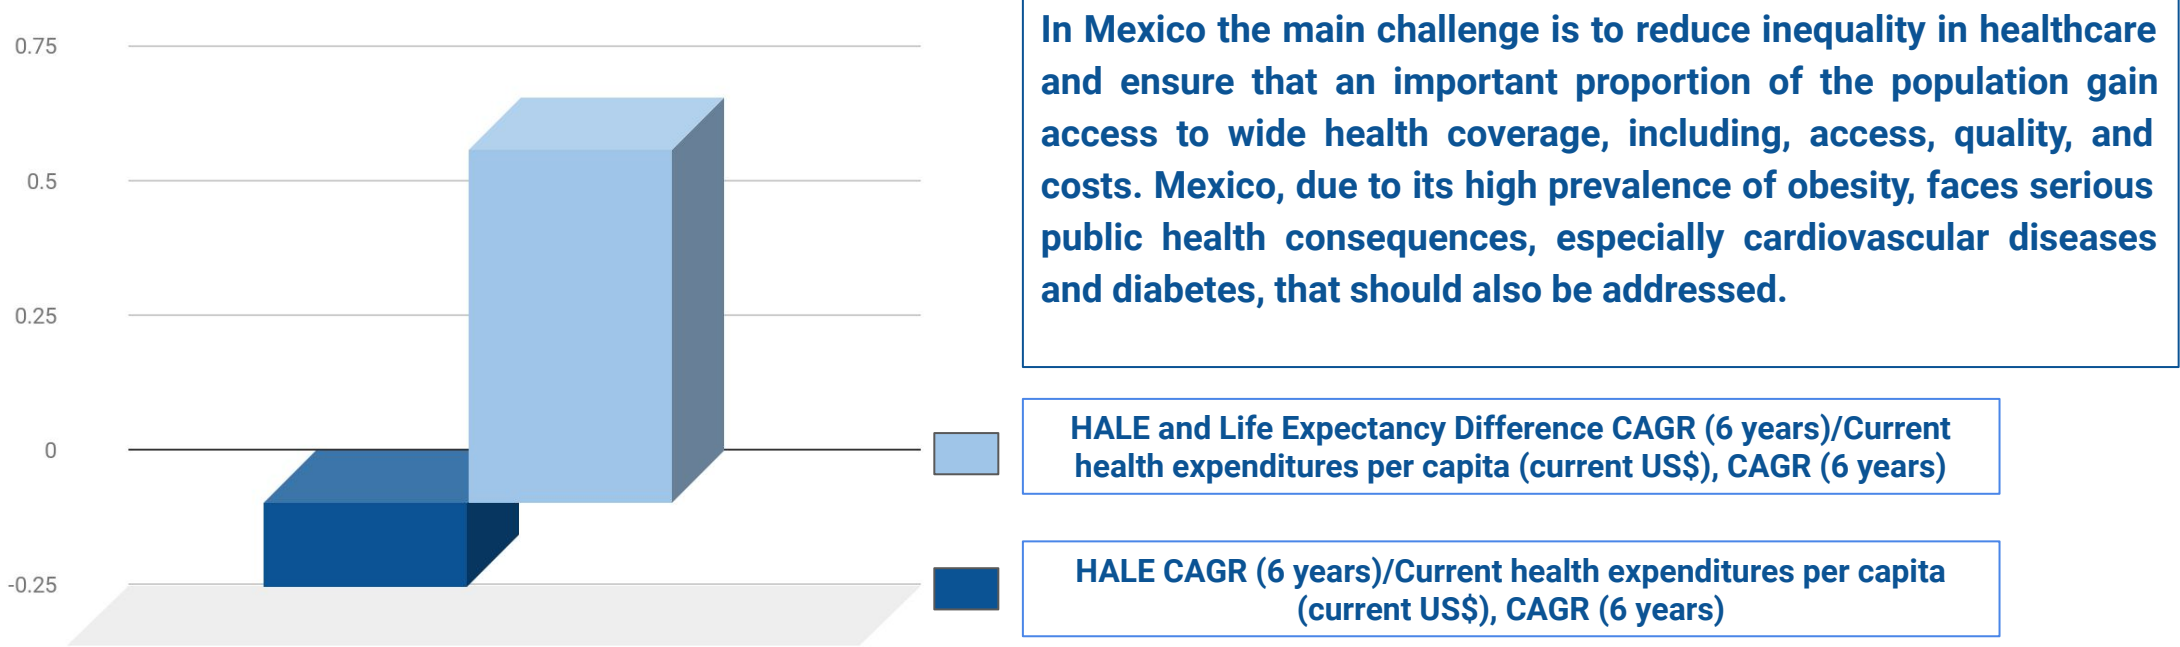 0.75
0.5
0.25
0
-0.25
In Mexico the main challenge is to reduce inequality in healthcare
and ensure that an important proportion of the population gain
access to wide health coverage, including, access, quality, and
costs. Mexico, due to its high prevalence of obesity, faces serious
public health consequences, especially cardiovascular diseases
and diabetes, that should also be addressed.
HALE and Life Expectancy Difference CAGR (6 years)/Current
health expenditures per capita (current US$), CAGR (6 years)
HALE CAGR (6 years)/Current health expenditures per capita
(current US$), CAGR (6 years)